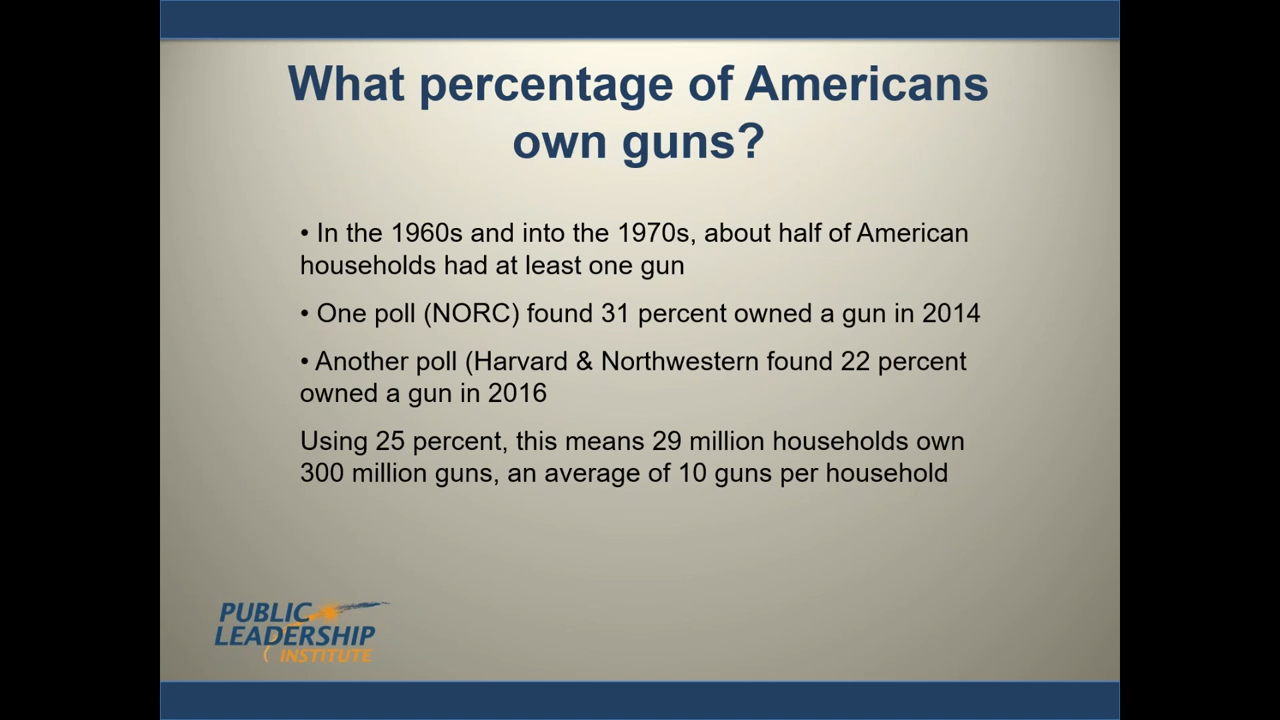 What percentage of Americans
own guns?
• In the 1960s and into the 1970s, about half of American
households had at least one gun
• One poll (NORC) found 31 percent owned a gun in 2014
• Another poll (Harvard & Northwestern found 22 percent
owned a gun in 2016
Using 25 percent, this means 29 million households own
300 million guns, an average of 10 guns per household
PUBLIC
LEADERSHIP
INSTITUTE